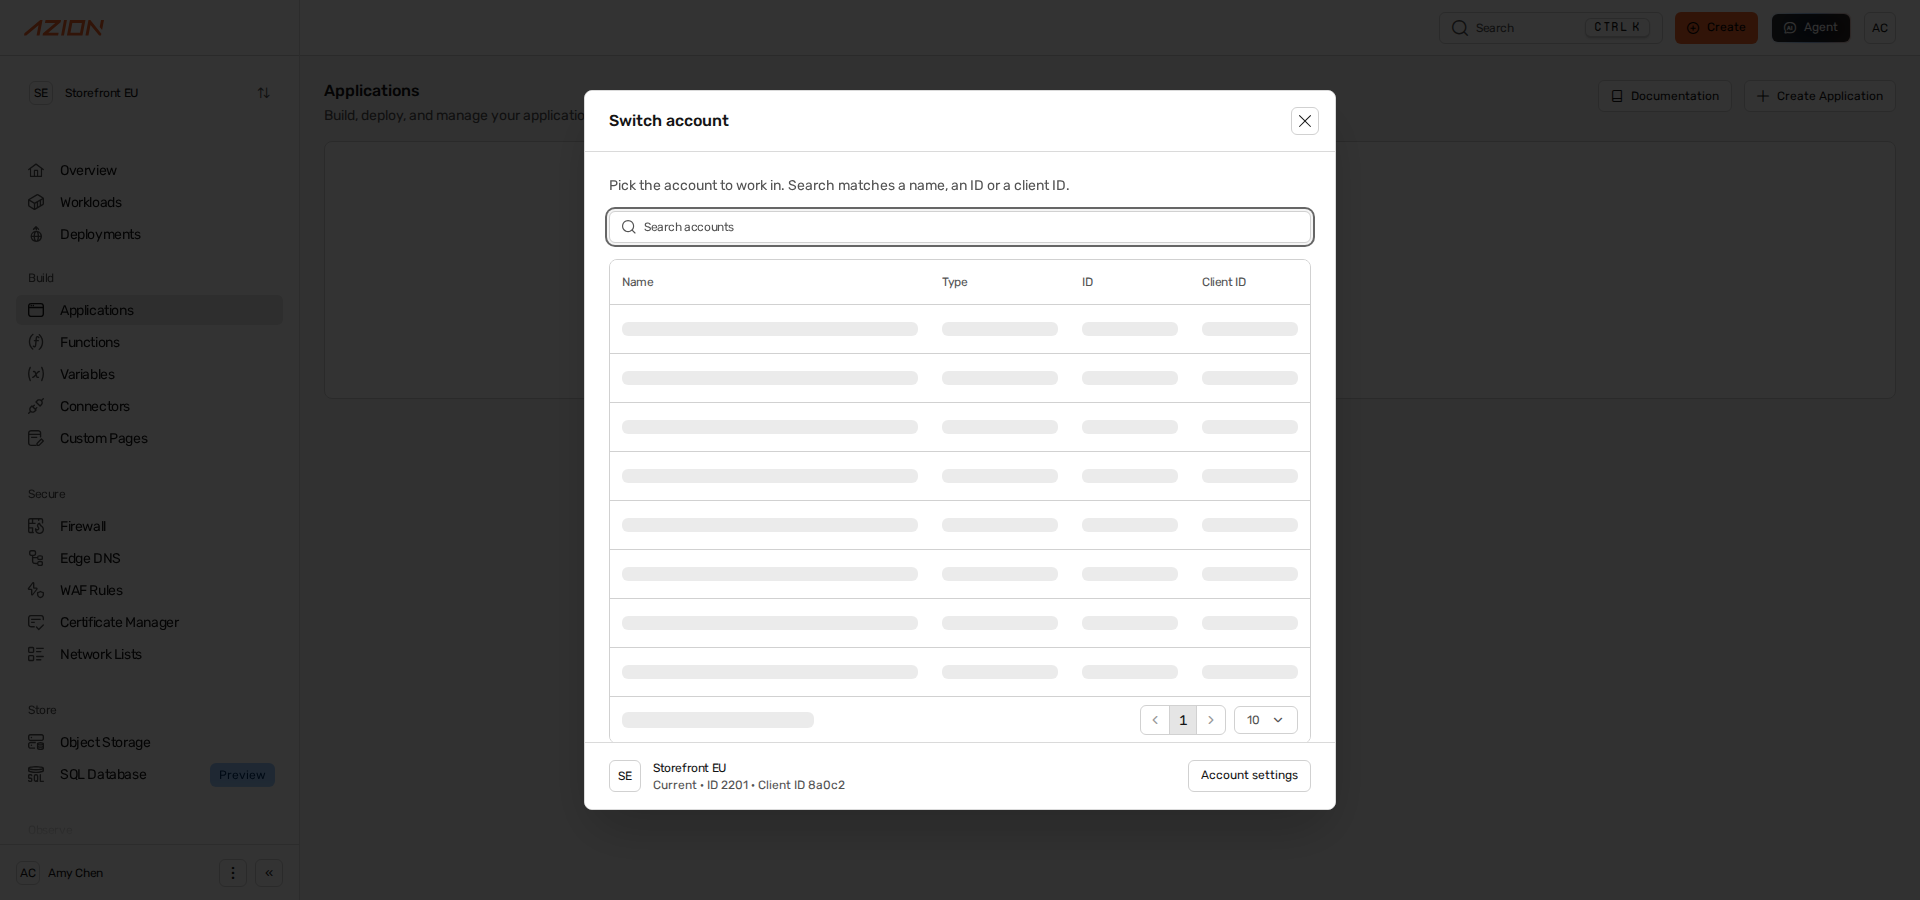 AZION
Search
CTRL K
Create
Agent
AC
SE
Storefront EU
Applications
Build, deploy, and manage your applicatio
Documentation
Create Application
Overview
Workloads
Deployments
Build
Applications
Functions
Variables
Connectors
Custom Pages
Secure
Firewall
Edge DNS
WAF Rules
Certificate Manager
Network Lists
Store
Object Storage
SQL Database
Preview
Observe
AC
Amy Chen
Switch account
Pick the account to work in. Search matches a name, an ID or a client ID.
Search accounts
Name Type ID Client ID
1
10
SE
Storefront EU
Current • ID 2201 • Client ID 8a0c2
Account settings